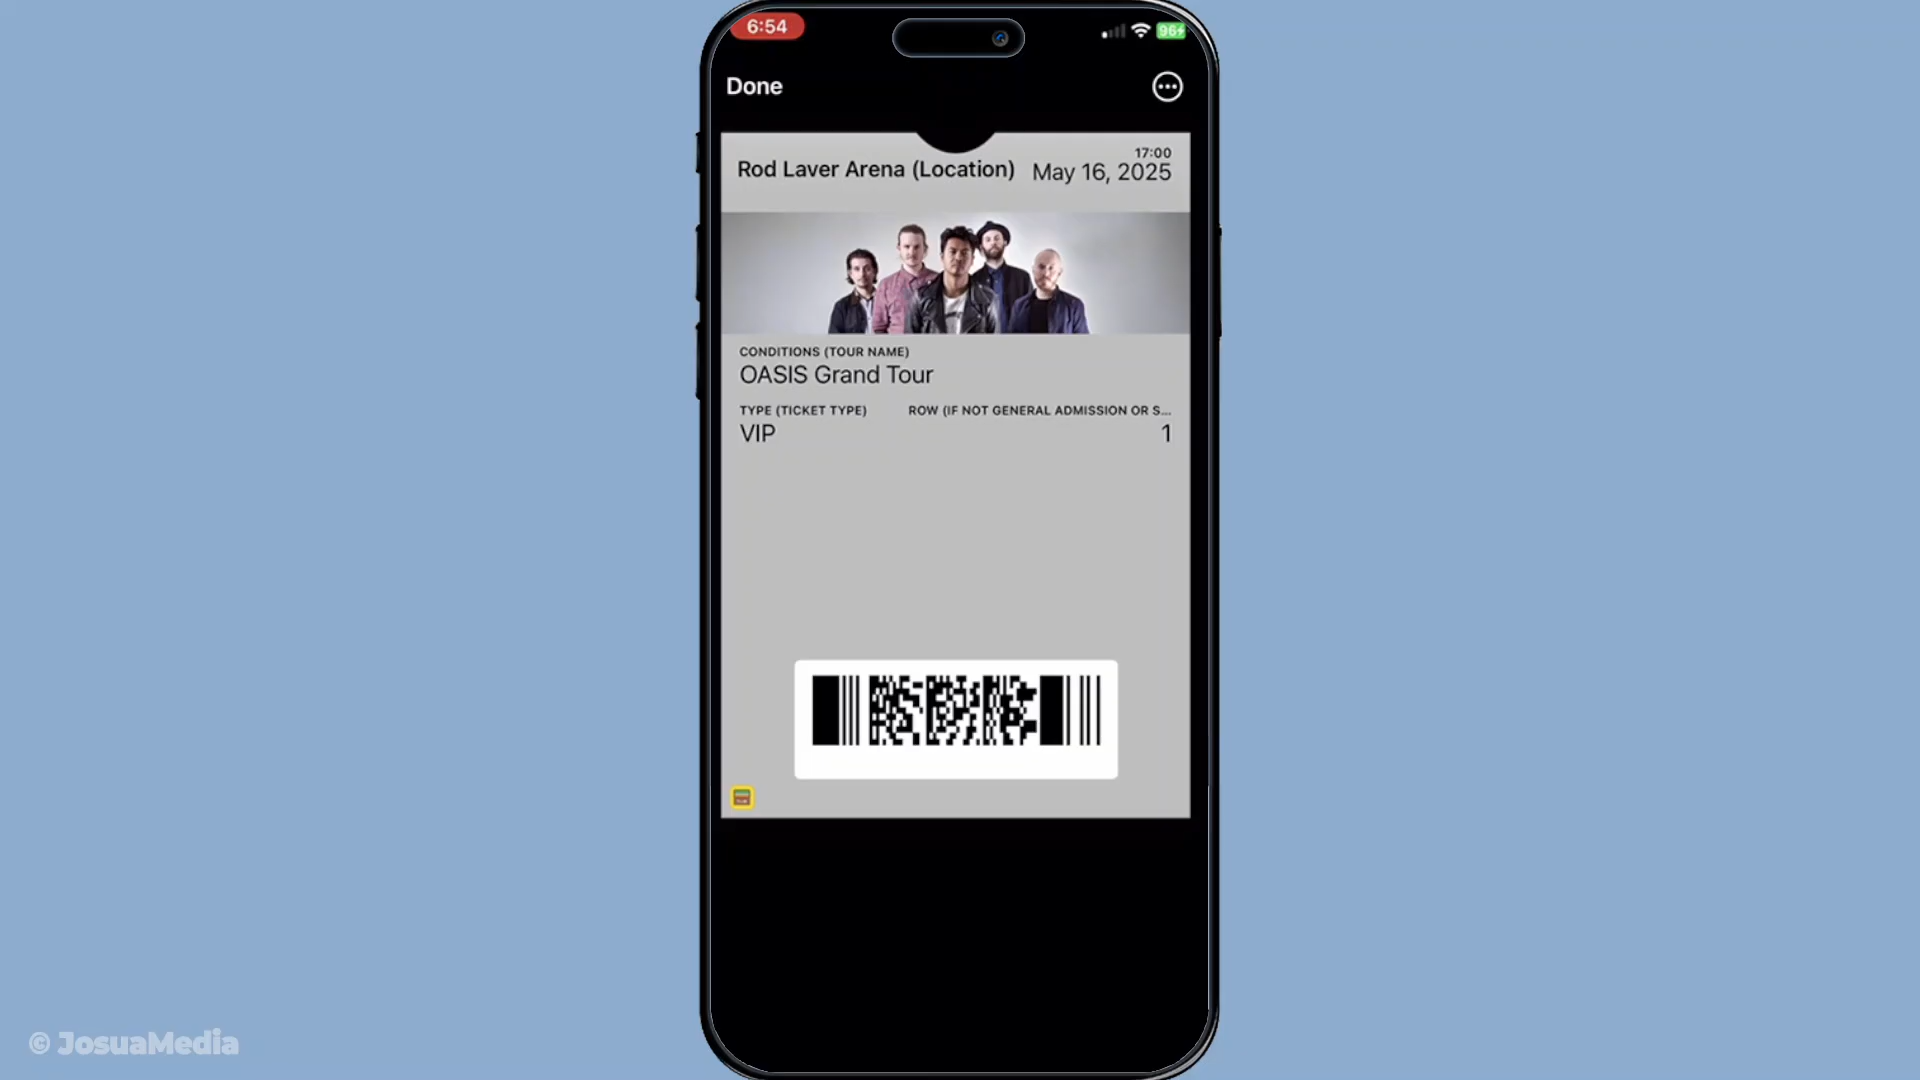 6:54
96
Done
Rod Laver Arena (Location)
17:00
May 16, 2025
CONDITIONS (TOUR NAME)
OASIS Grand Tour
TYPE (TICKET TYPE)
ROW (IF NOT GENERAL ADMISSION OR S...
VIP
1
© JosuaMedia